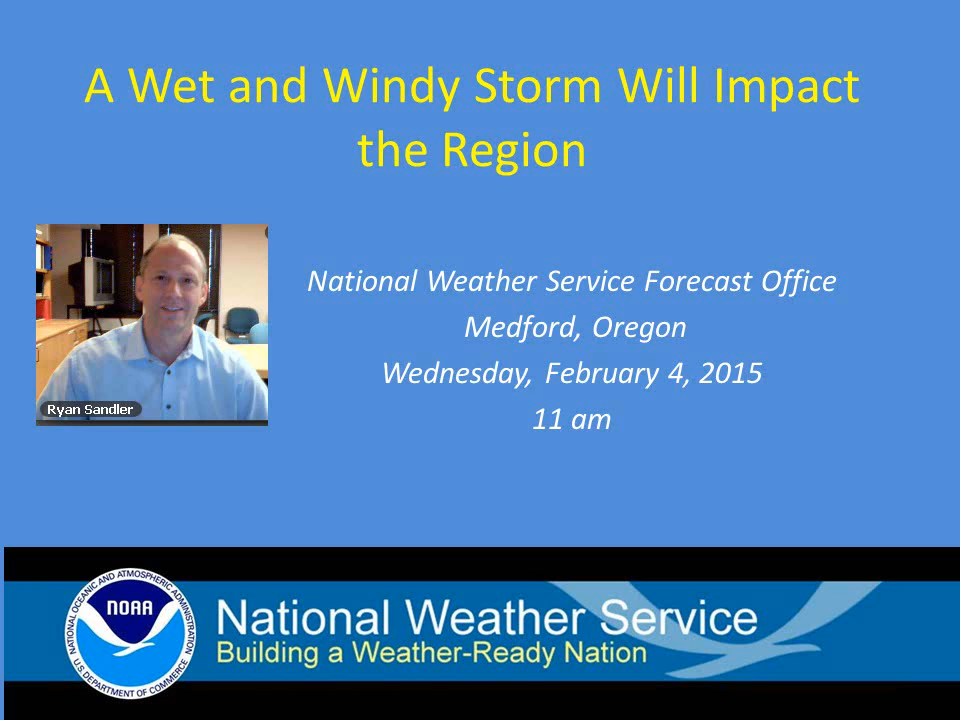 A Wet and Windy Storm Will Impact
the Region
National Weather Service Forecast Office
Medford, Oregon
Wednesday, February 4, 2015
11 am
Ryan Sandler
NATIONAL OCEANIC AND ATMOSPHERIC ADMINISTRATION
NOAA
U.S. DEPARTMENT OF COMMERCE
National Weather Service
Building a Weather-Ready Nation